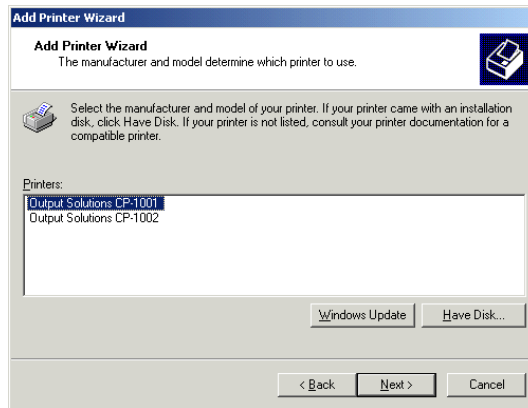 Add Printer Wizard
Add Printer Wizard
The manufacturer and model determine which printer to use.
Select the manufacturer and model of your printer. If your printer came with an installation
disk, click Have Disk. If your printer is not listed, consult your printer documentation for a
compatible printer.
Printers:
Output Solutions CP-1001
Output Solutions CP-1002
Windows Update
Have Disk...
< Back
Next >
Cancel